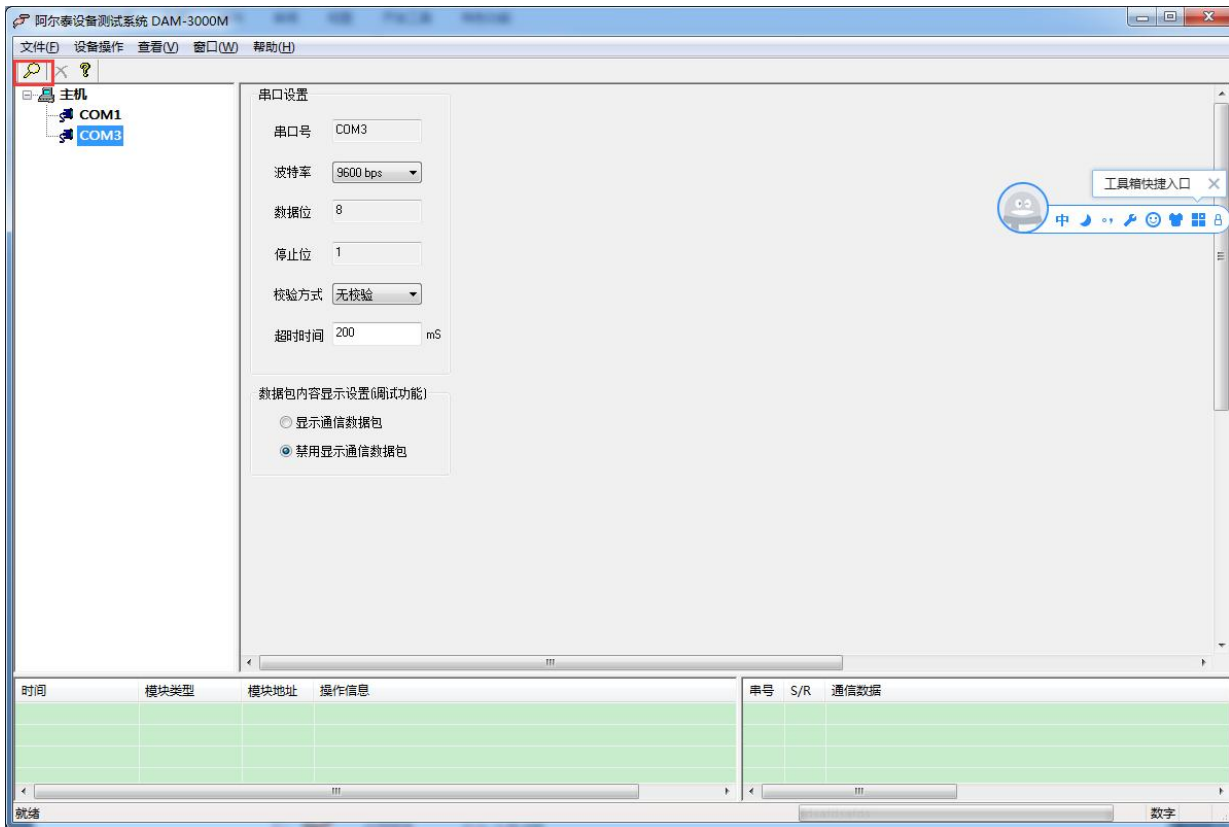 阿尔泰设备测试系统 DAM-3000M
文件(F) 设备操作 查看(V) 窗口(W) 帮助(H)
主机
COM1
COM3
串口设置
串口号 COM3
波特率 9600 bps
数据位 8
停止位 1
校验方式 无校验
超时时间 200 mS
数据包内容显示设置(调试功能)
显示通信数据包
禁用显示通信数据包
工具箱快捷入口
中
时间 模块类型 模块地址 操作信息
串号 S/R 通信数据
就绪
数字